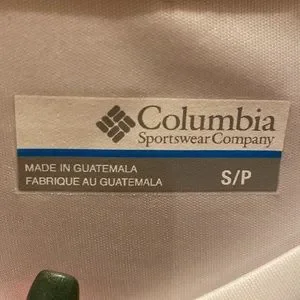 Columbia
Sportswear Company
MADE IN GUATEMALA
FABRIQUE AU GUATEMALA
S/P